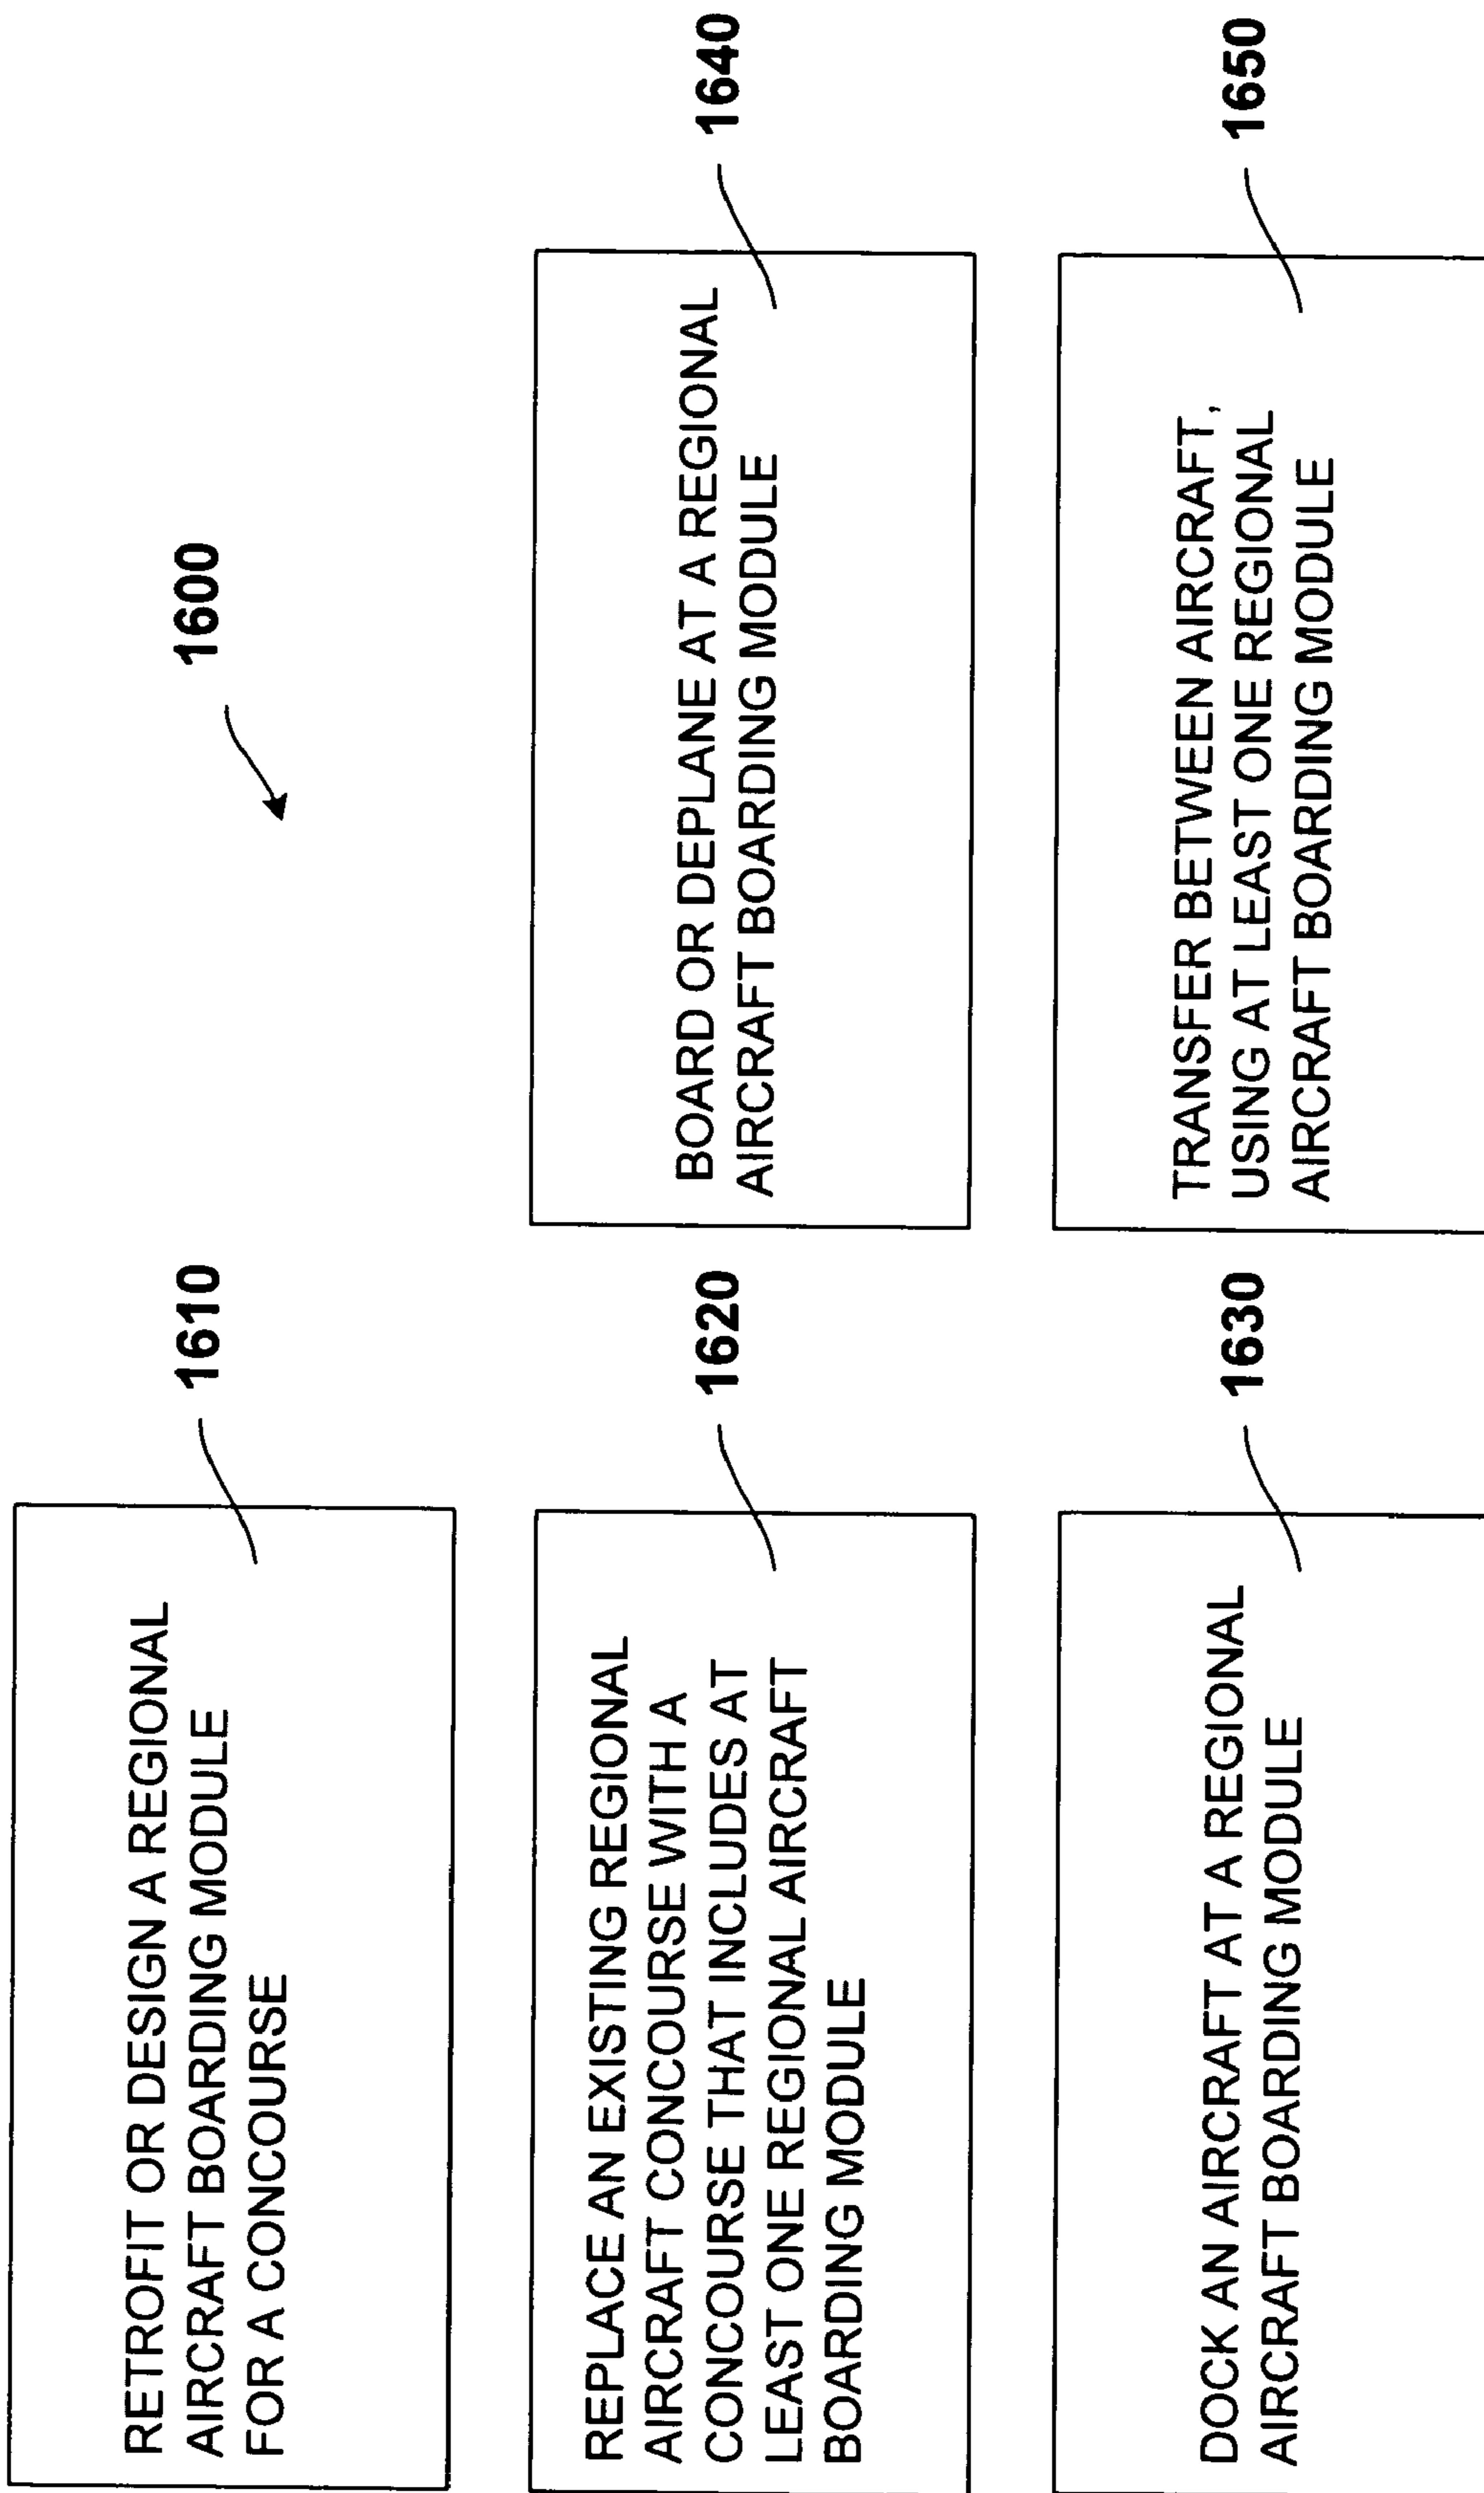 1600
RETROFIT OR DESIGN A REGIONAL
AIRCRAFT BOARDING MODULE
FOR A CONCOURSE
1610
REPLACE AN EXISTING REGIONAL
AIRCRAFT CONCOURSE WITH A
CONCOURSE THAT INCLUDES AT
LEAST ONE REGIONAL AIRCRAFT
BOARDING MODULE
1620
DOCK AN AIRCRAFT AT A REGIONAL
AIRCRAFT BOARDING MODULE
1630
BOARD OR DEPLANE AT A REGIONAL
AIRCRAFT BOARDING MODULE
1640
TRANSFER BETWEEN AIRCRAFT,
USING AT LEAST ONE REGIONAL
AIRCRAFT BOARDING MODULE
1650